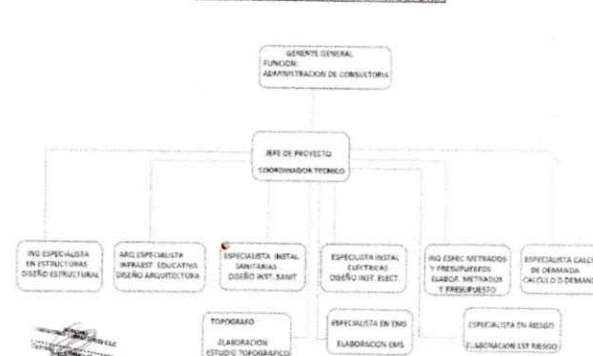 GERENTE GENERAL
FUNCION:
ADMINISTRACION DE CONSULTORIA
JEFE DE PROYECTO
COORDINADOR TECNICO
ING ESPECIALISTA
EN ESTRUCTURAS
DISEÑO ESTRUCTURAL
ARQ ESPECIALISTA
INFRAEST. EDUCATIVA
DISEÑO ARQUITECTURA
ESPECIALISTA INSTAL
SANITARIAS
DISEÑO INST. SANIT
ESPECIALISTA INSTAL
ELECTRICAS
DISEÑO INST. ELECT.
ING ESPEC METRADOS
Y PRESUPUESTOS
ELABOR. METRADOS
Y PRESUPUESTO
ESPECIALISTA CALCU
DE DEMANDA
CALCULO D DEMAND
TOPOGRAFO
ELABORACION
ESTUDIO TOPOGRAFICO
ESPECIALISTA EN EMS
ELABORACION EMS
ESPECIALISTA EN RIESGO
ELABORACION EST RIESGO